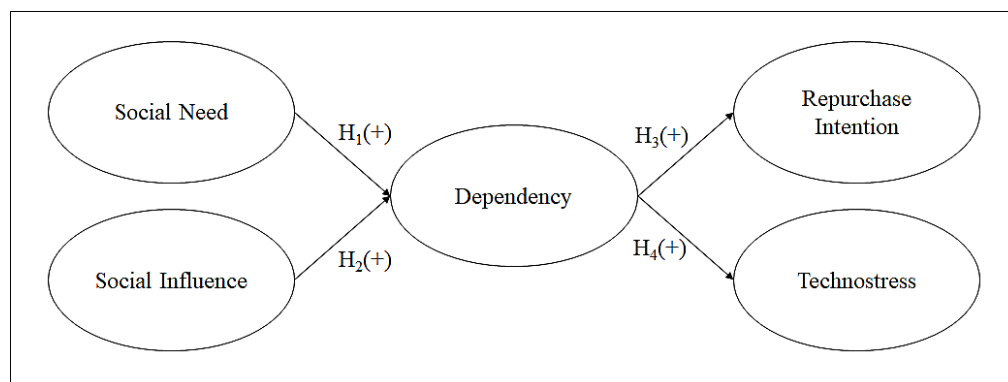 Social Need
Social Influence
H₁(+)
H₂(+)
Dependency
H₃(+)
H₄(+)
Repurchase
Intention
Technostress